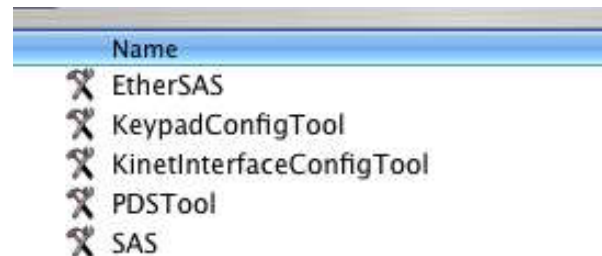 Name
EtherSAS
KeypadConfigTool
KinetInterfaceConfigTool
PDSTool
SAS